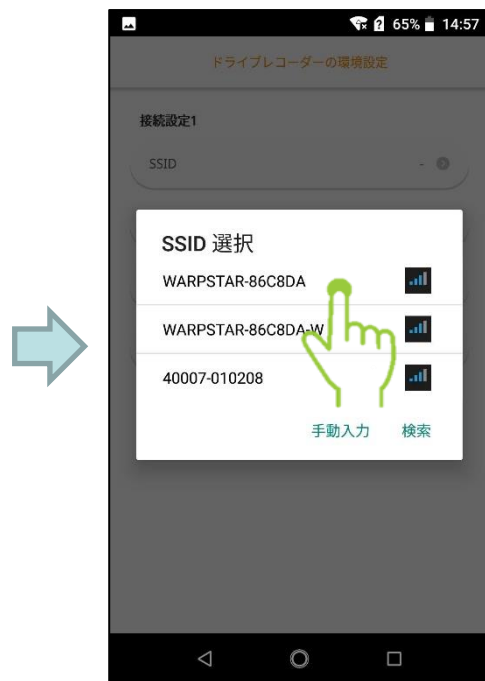 65% 14:57
ドライブレコーダーの環境設定
接続設定1
SSID -
SSID 選択
WARPSTAR-86C8DA
WARPSTAR-86C8DA-W
40007-010208
手動入力 検索